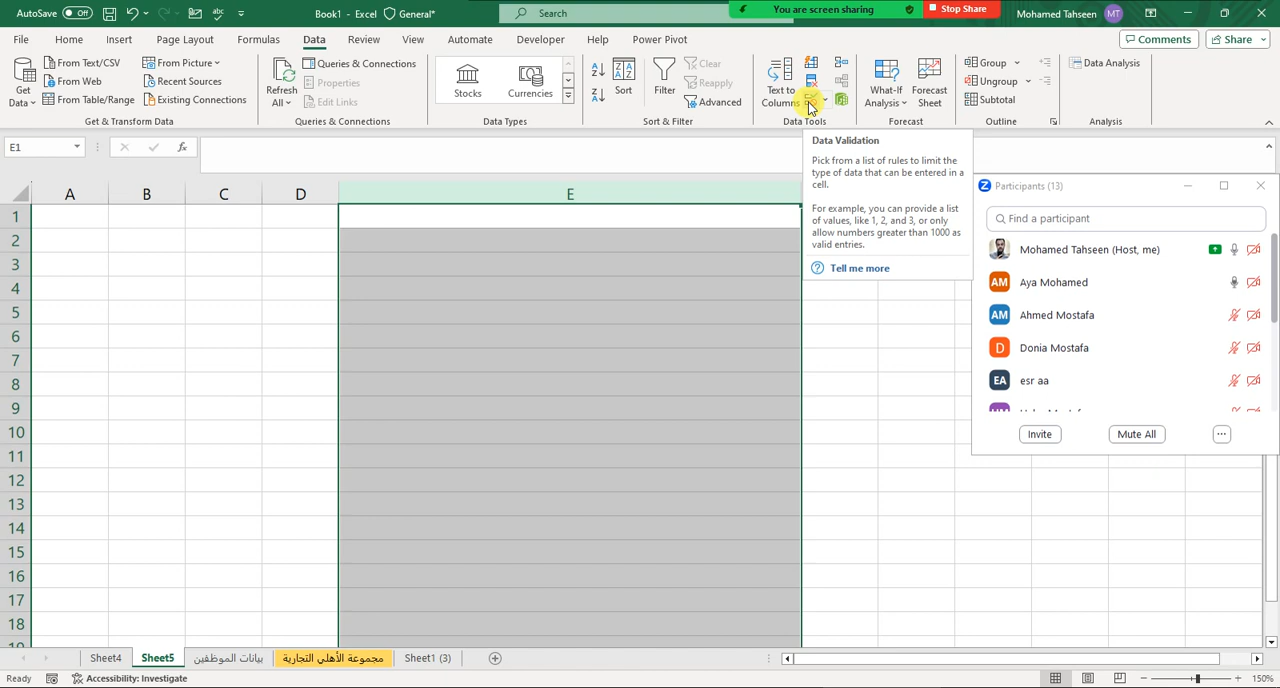 AutoSave Off Book1 - Excel General* Search You are screen sharing Stop Share Mohamed Tahseen MT
File Home Insert Page Layout Formulas Data Review View Automate Developer Help Power Pivot Comments Share
Get Data
From Text/CSV
From Web
From Table/Range
From Picture
Recent Sources
Existing Connections
Get & Transform Data
Refresh All
Queries & Connections
Properties
Edit Links
Queries & Connections
Stocks Currencies
Data Types
Sort Filter
Clear
Reapply
Advanced
Sort & Filter
Text to Columns
Data Tools
What-If Analysis
Forecast Sheet
Forecast
Group
Ungroup
Subtotal
Outline
Data Analysis
Analysis
E1 fx
Data Validation
Pick from a list of rules to limit the
type of data that can be entered in a
cell.
For example, you can provide a list
of values, like 1, 2, and 3, or only
allow numbers greater than 1000 as
valid entries.
Tell me more
Participants (13)
Find a participant
Mohamed Tahseen (Host, me)
AM Aya Mohamed
AM Ahmed Mostafa
D Donia Mostafa
EA esr aa
Invite Mute All ...
A B C D E
1
2
3
4
5
6
7
8
9
10
11
12
13
14
15
16
17
18
Sheet4 Sheet5 بيانات الموظفين مجموعة الأهلي التجارية Sheet1 (3)
Ready Accessibility: Investigate 150%